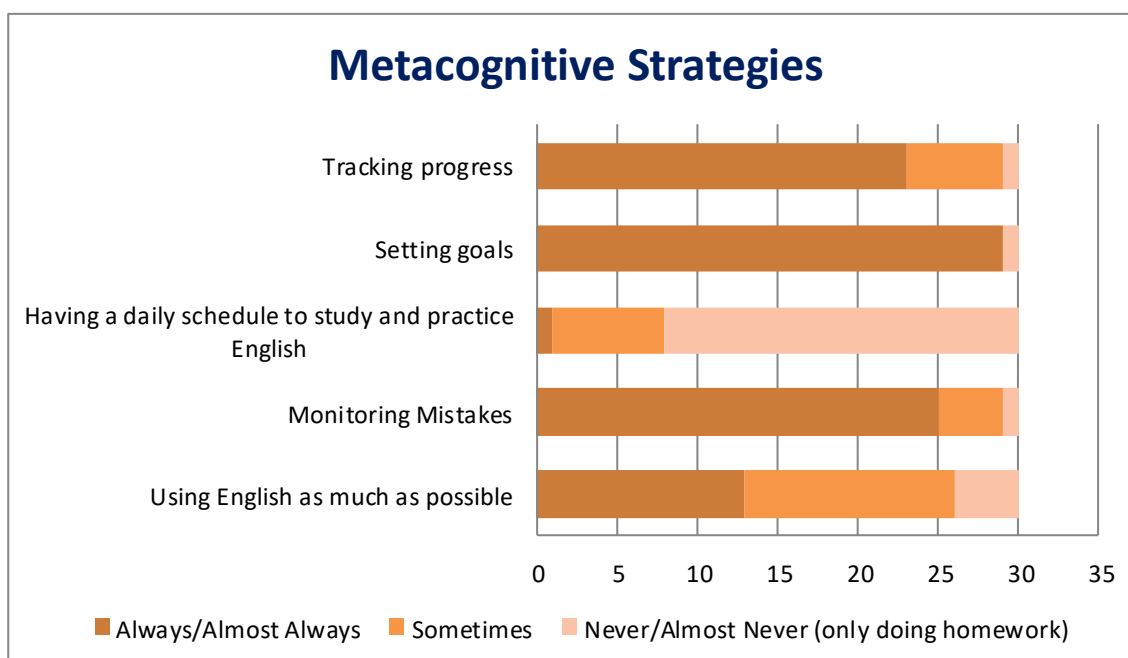 Metacognitive Strategies
Tracking progress
Setting goals
Having a daily schedule to study and practice
English
Monitoring Mistakes
Using English as much as possible
0 5 10 15 20 25 30 35
Always/Almost Always Sometimes Never/Almost Never (only doing homework)